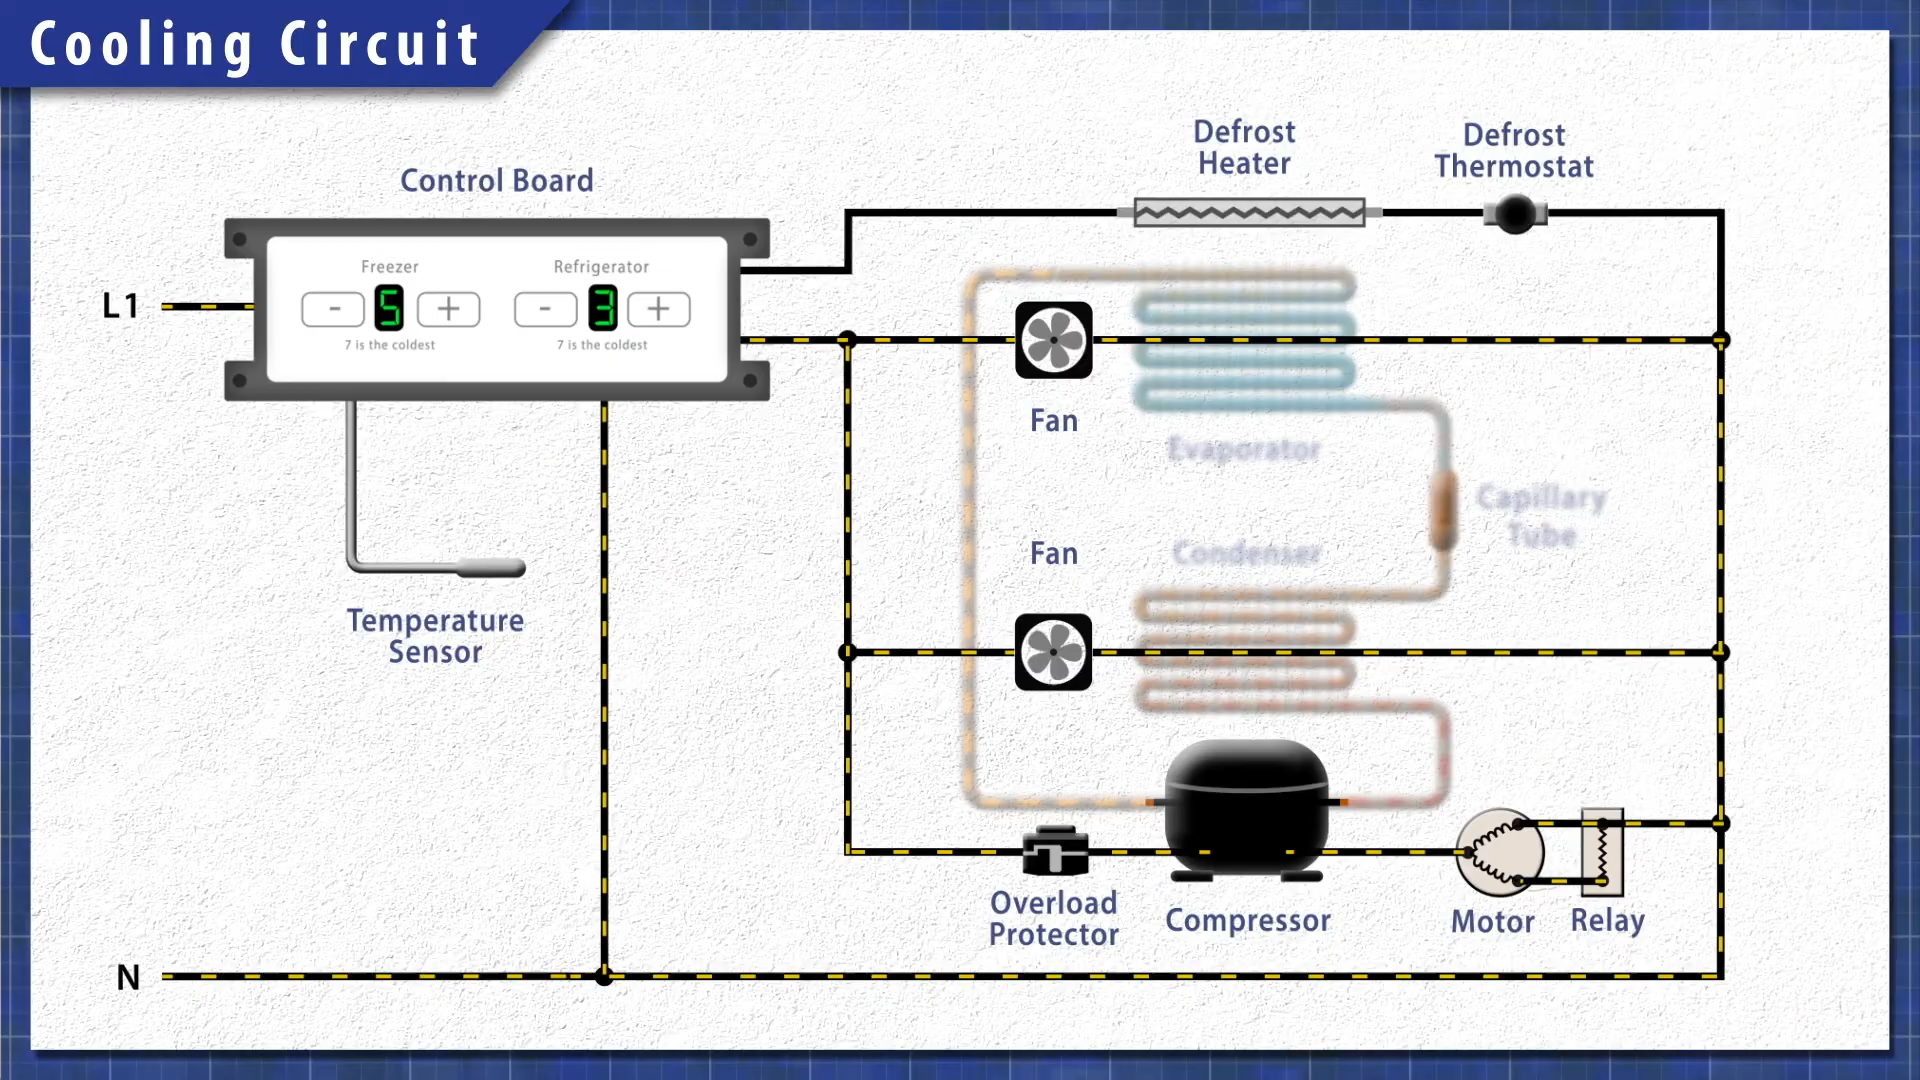 Cooling Circuit
Defrost
Heater
Defrost
Thermostat
Control Board
Freezer
Refrigerator
L1
- 5 +
- 3 +
7 is the coldest
7 is the coldest
Fan
Evaporator
Capillary
Tube
Fan
Condenser
Temperature
Sensor
Overload
Protector
Compressor
Motor
Relay
N